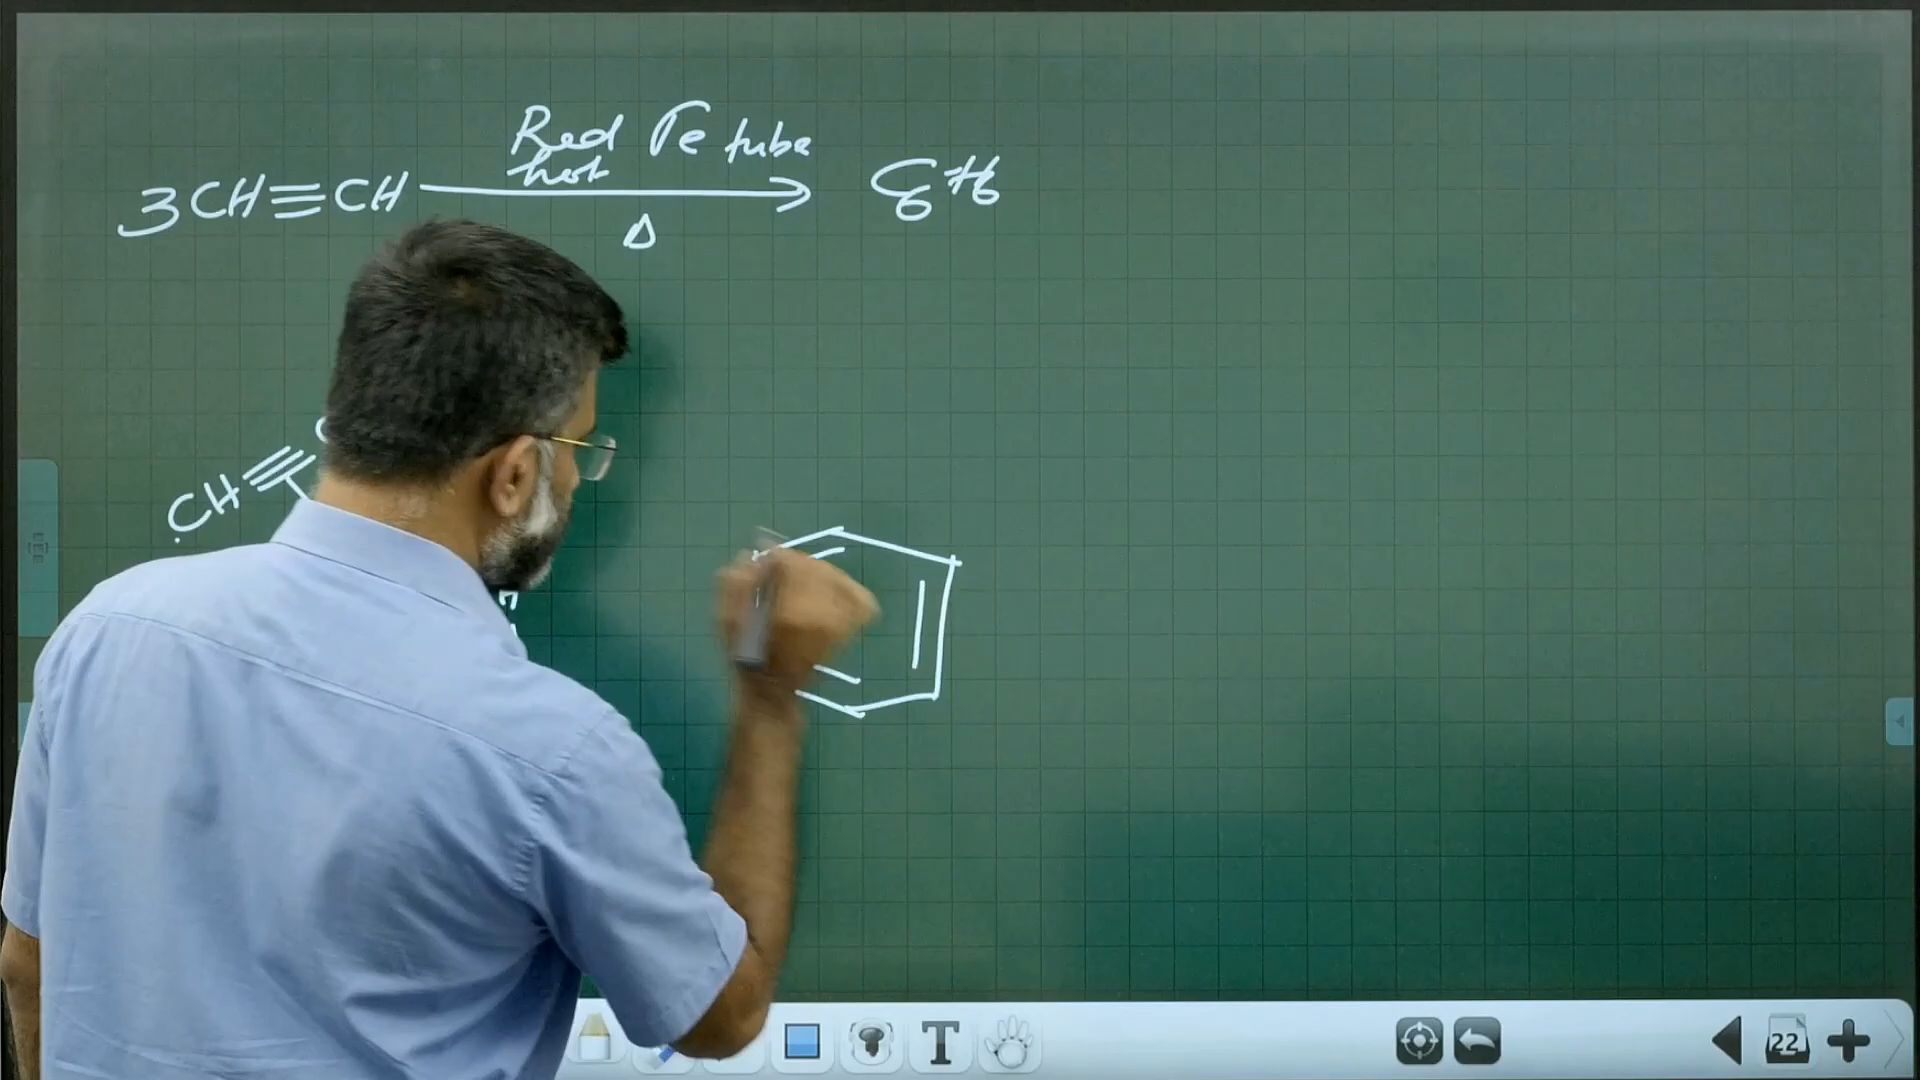 Red hot Fe tube
3CH≡CH → C6H6
Δ
CH≡
T
22